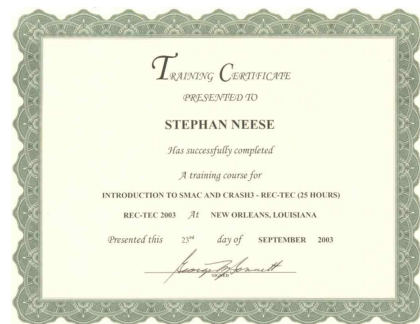 TRAINING CERTIFICATE
PRESENTED TO
STEPHAN NEESE
Has successfully completed
A training course for
INTRODUCTION TO SMAC AND CRASH3 - REC-TEC (25 HOURS)
REC-TEC 2003 At NEW ORLEANS, LOUISIANA
Presented this 23rd day of SEPTEMBER 2003
SIGNED